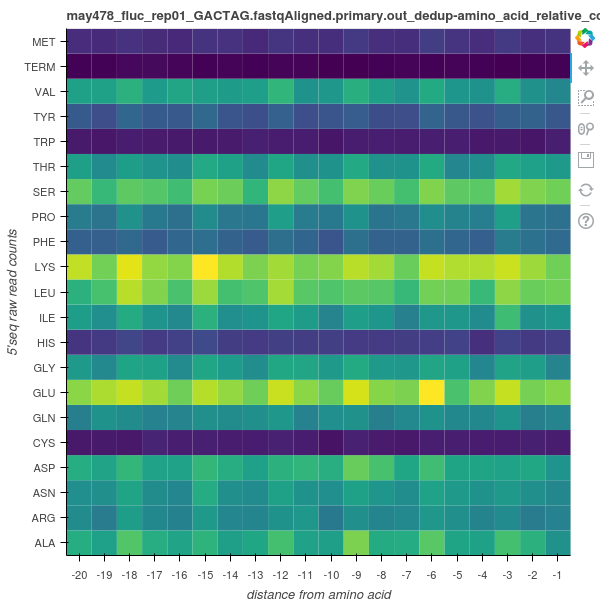 may478_fluc_rep01_GACTAG.fastqAligned.primary.out_dedup-amino_acid_relative_co
MET
TERM
VAL
TYR
TRP
THR
SER
PRO
PHE
LYS
LEU
ILE
HIS
GLY
GLU
GLN
CYS
ASP
ASN
ARG
ALA
5'seq raw read counts
-20 -19 -18 -17 -16 -15 -14 -13 -12 -11 -10 -9 -8 -7 -6 -5 -4 -3 -2 -1
distance from amino acid